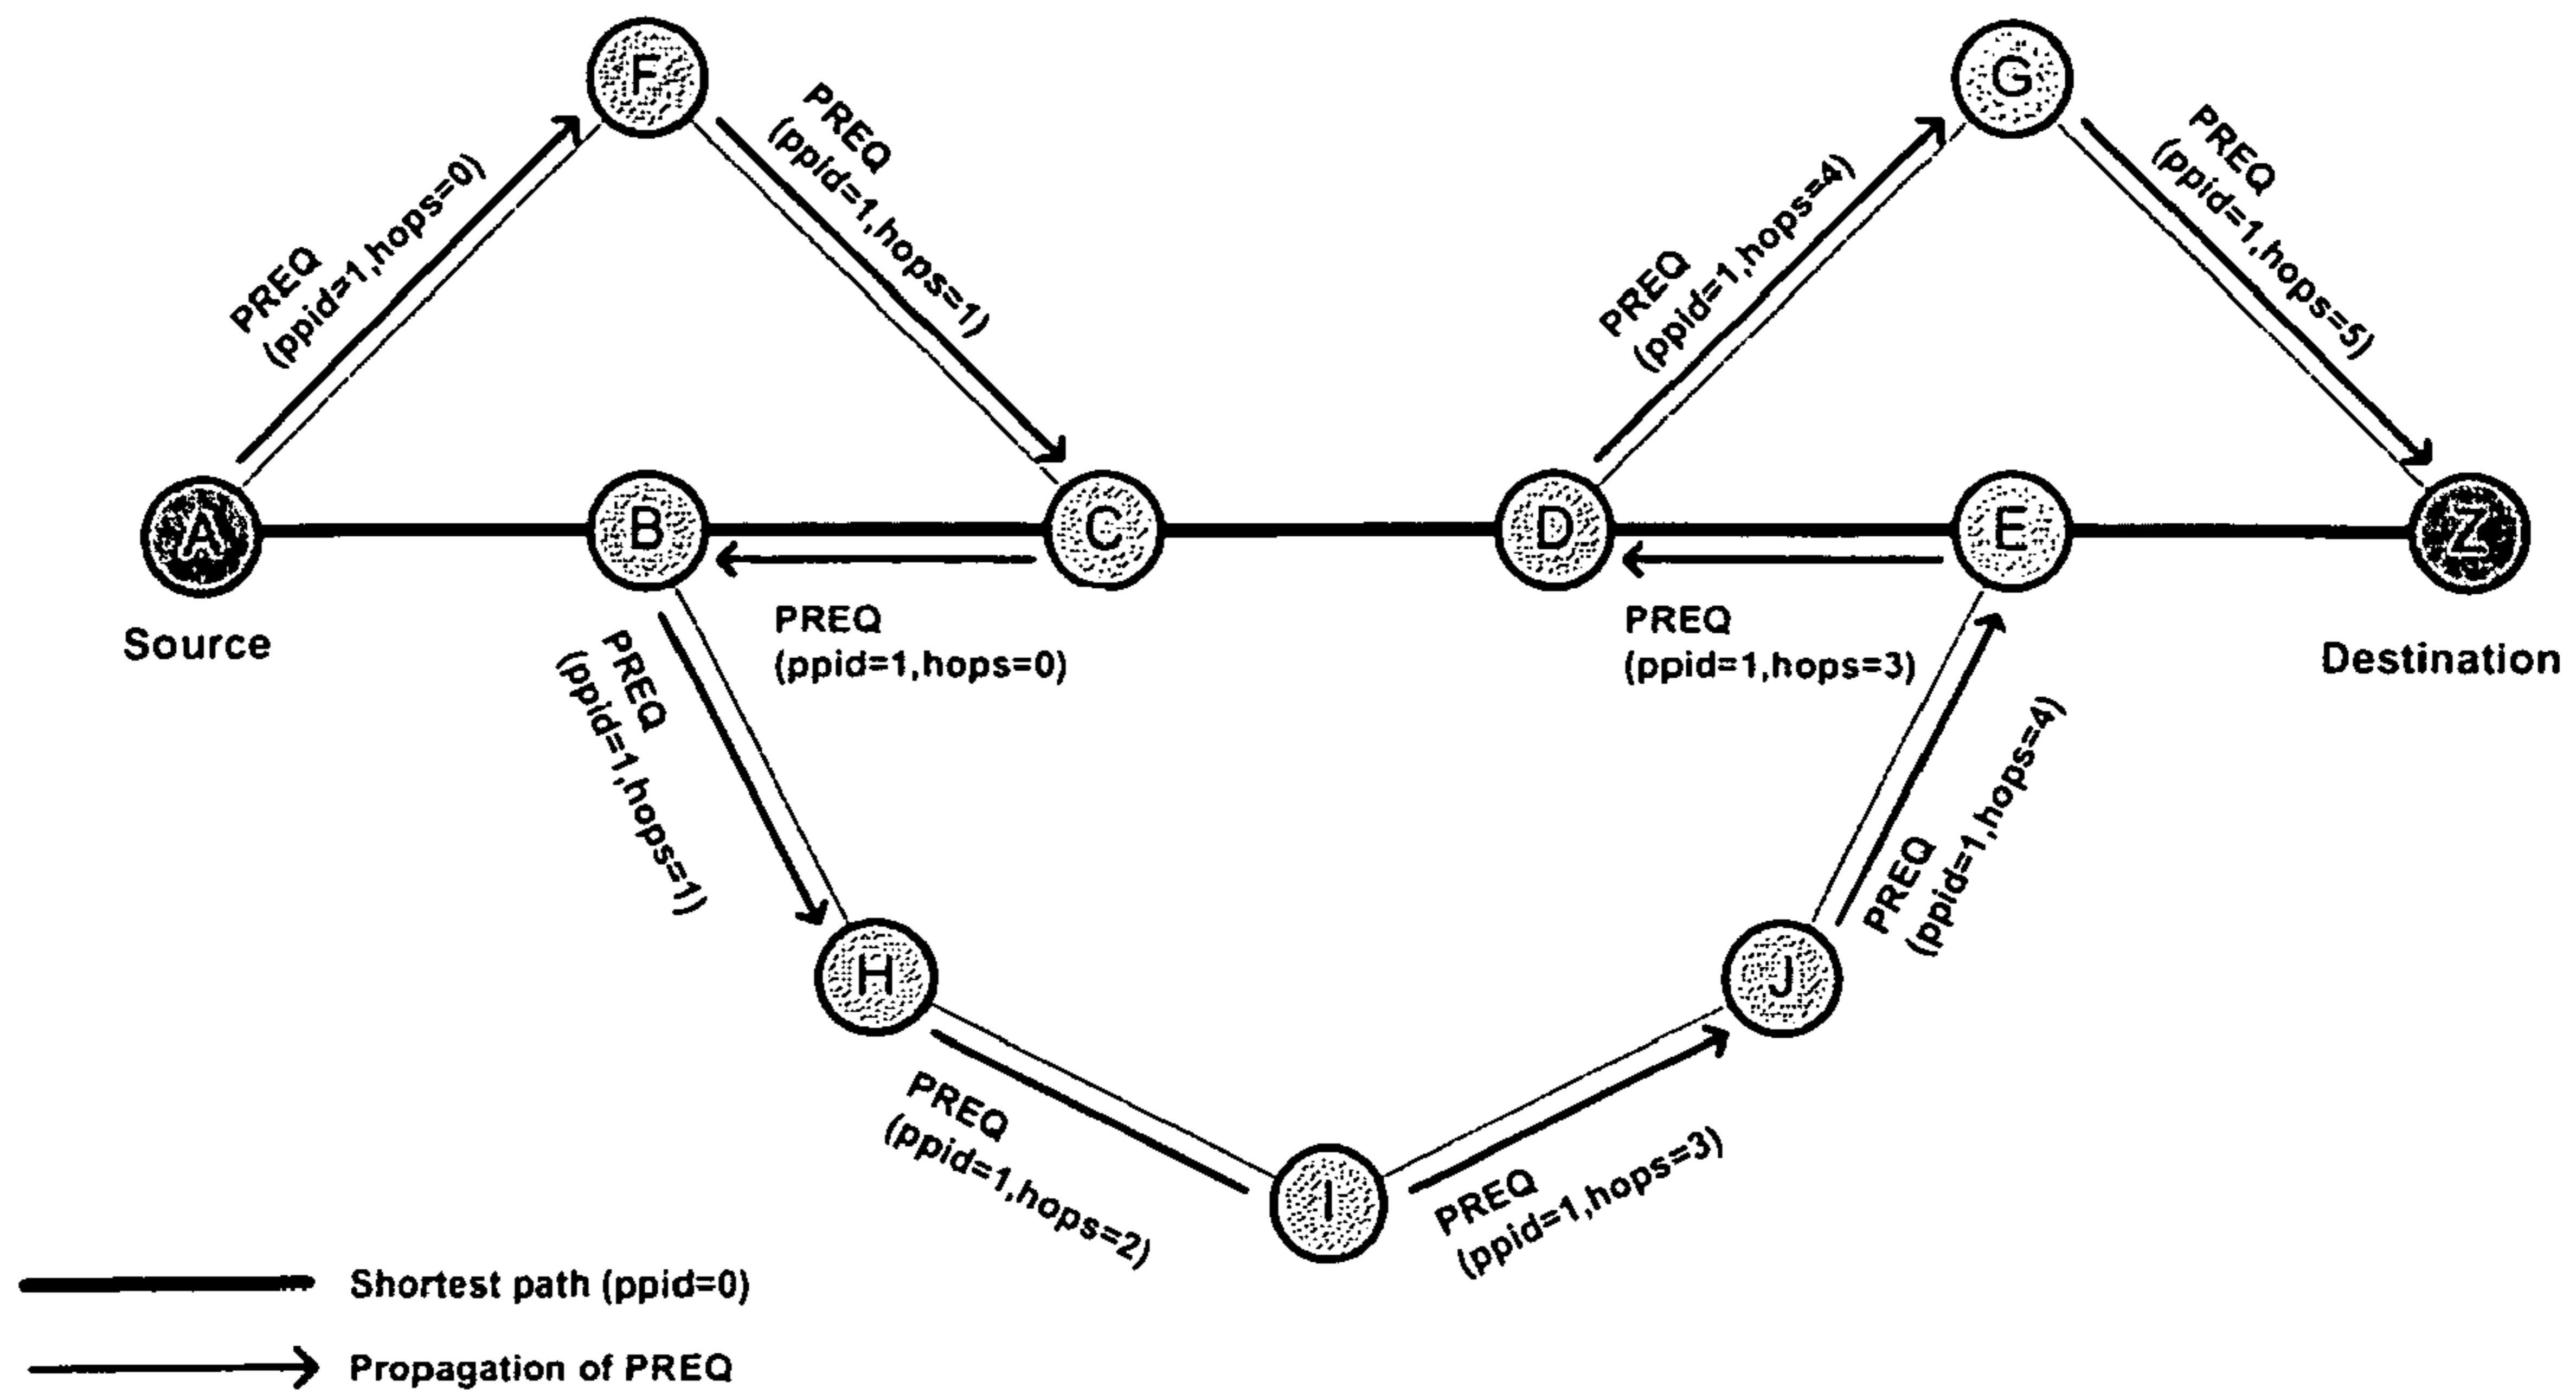 F
G
PREQ
(ppid=1,hops=0)
PREQ
(ppid=1,hops=1)
PREQ
(ppid=1,hops=4)
PREQ
(ppid=1,hops=5)
A
B
C
D
E
Z
Source
PREQ
(ppid=1,hops=0)
PREQ
(ppid=1,hops=3)
Destination
PREQ
(ppid=1,hops=1)
PREQ
(ppid=1,hops=4)
H
J
PREQ
(ppid=1,hops=2)
I
PREQ
(ppid=1,hops=3)
Shortest path (ppid=0)
Propagation of PREQ